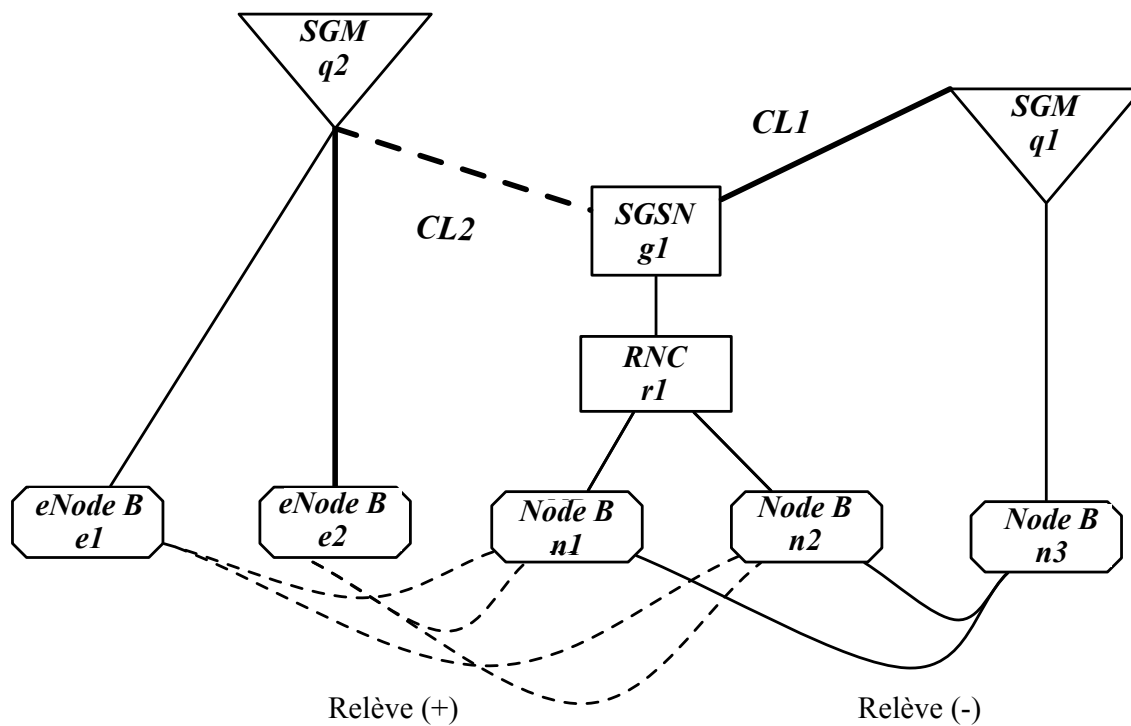 SGM
q2
CL1
SGM
q1
CL2
SGSN
g1
RNC
r1
eNode B
e1
eNode B
e2
Node B
n1
Node B
n2
Node B
n3
Relève (+)
Relève (-)